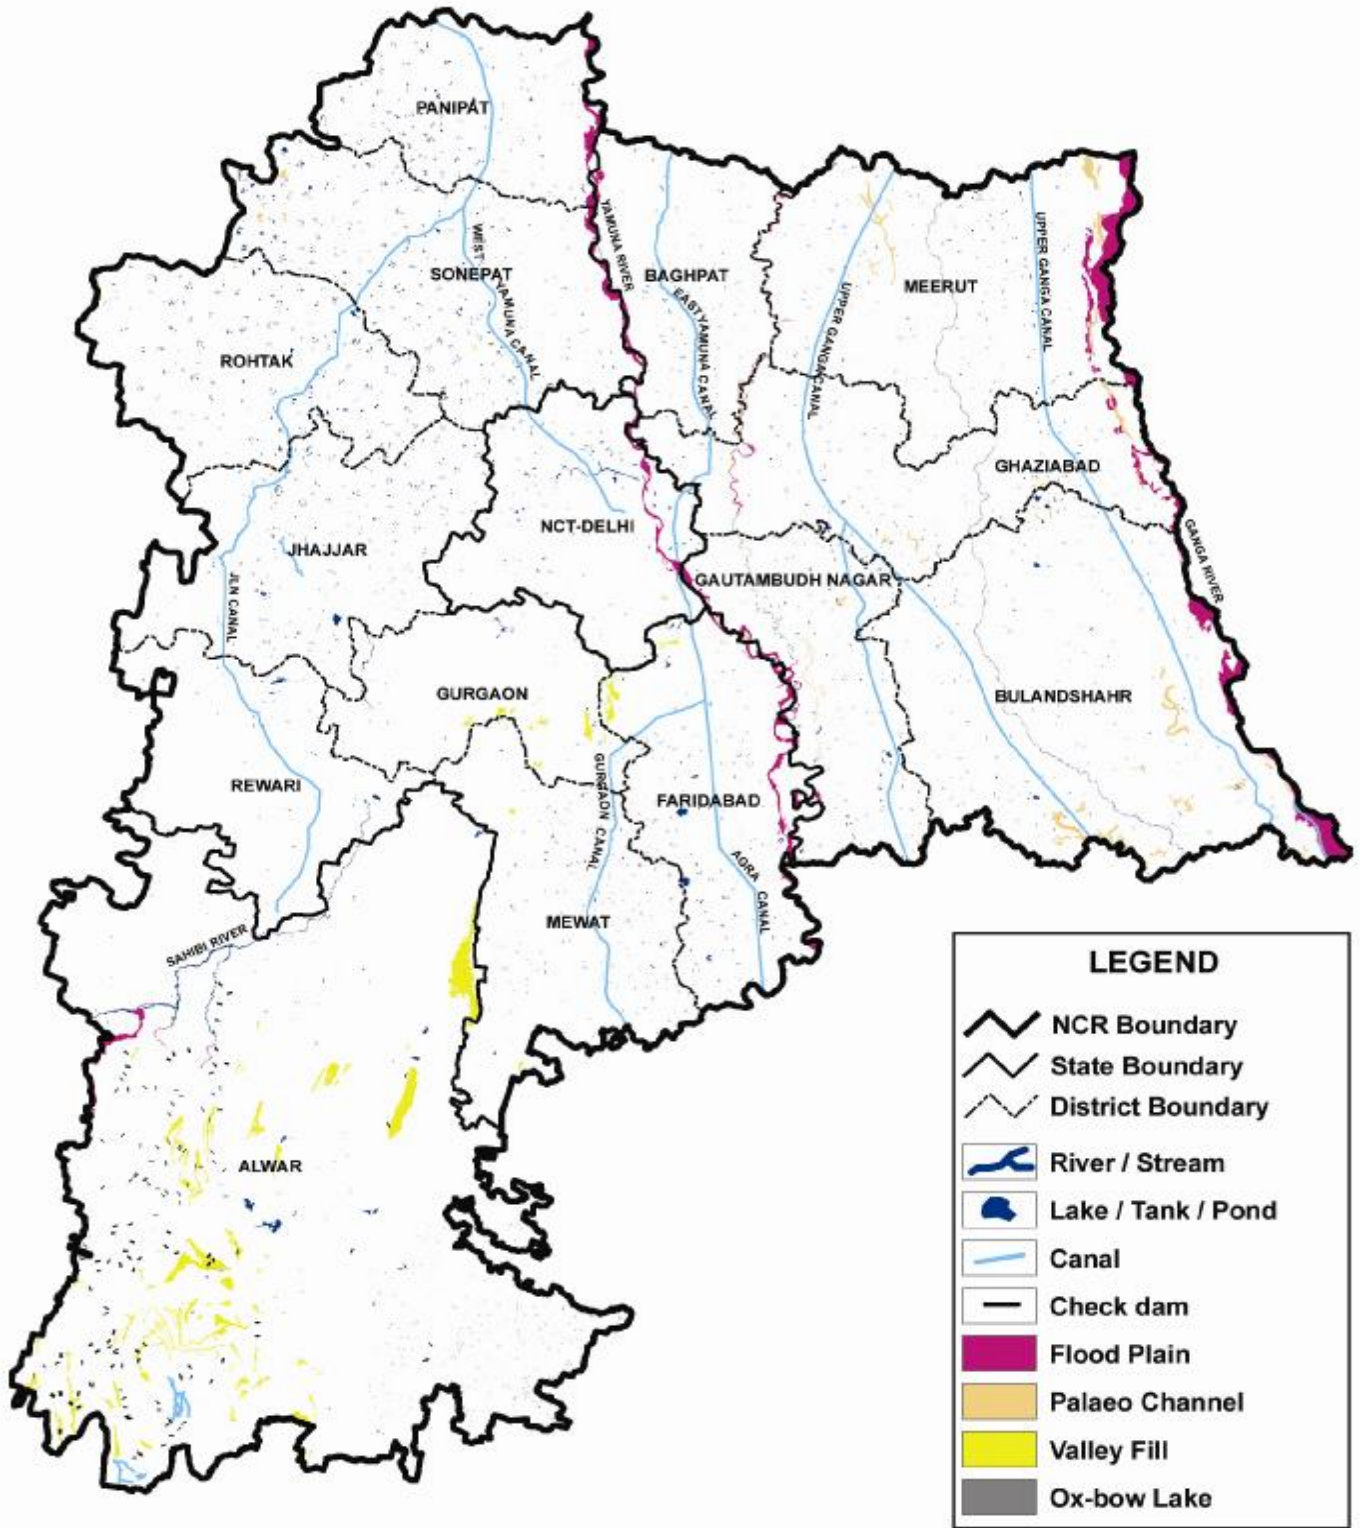 PANIPAT
YAMUNA RIVER
WEST YAMUNA CANAL
SONEPAT
BAGHPAT
EAST YAMUNA CANAL
MEERUT
UPPER GANGA CANAL
UPPER GANGA CANAL
ROHTAK
GHAZIABAD
NCT-DELHI
JHAJJAR
GAUTAMBUDH NAGAR
GANGA RIVER
JLN CANAL
GURGAON
BULANDSHAHR
REWARI
GURGAON CANAL
FARIDABAD
AGRA CANAL
MEWAT
SAHIBI RIVER
ALWAR
LEGEND
NCR Boundary
State Boundary
District Boundary
River / Stream
Lake / Tank / Pond
Canal
Check dam
Flood Plain
Palaeo Channel
Valley Fill
Ox-bow Lake